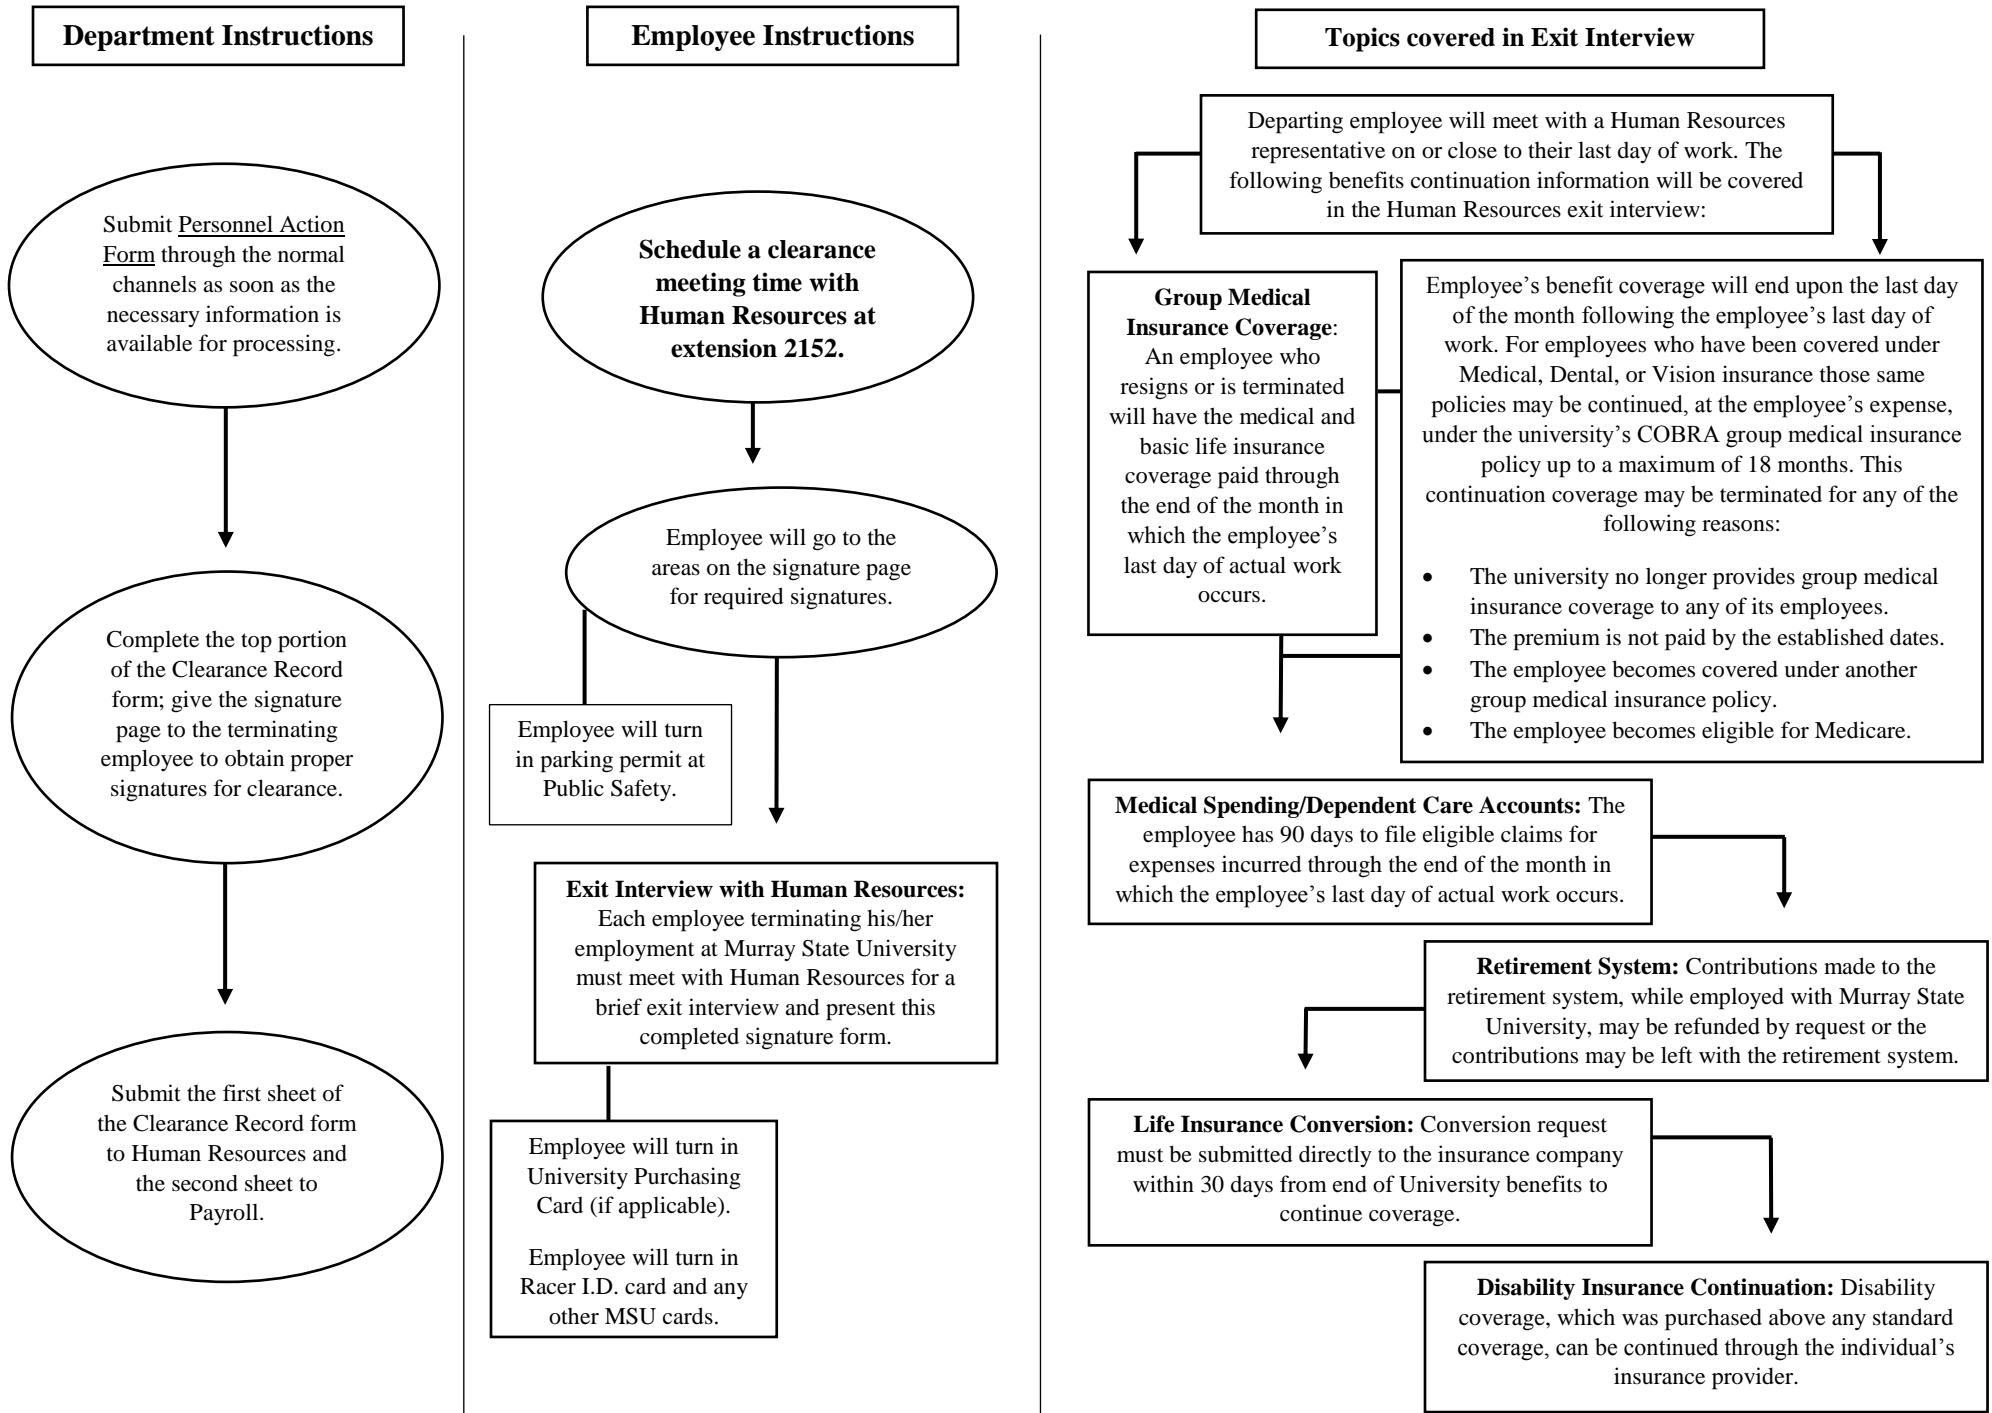 Department Instructions
Submit Personnel Action
Form through the normal
channels as soon as the
necessary information is
available for processing.
Complete the top portion
of the Clearance Record
form; give the signature
page to the terminating
employee to obtain proper
signatures for clearance.
Submit the first sheet of
the Clearance Record form
to Human Resources and
the second sheet to
Payroll.
Employee Instructions
Schedule a clearance
meeting time with
Human Resources at
extension 2152.
Employee will go to the
areas on the signature page
for required signatures.
Employee will turn
in parking permit at
Public Safety.
Exit Interview with Human Resources:
Each employee terminating his/her
employment at Murray State University
must meet with Human Resources for a
brief exit interview and present this
completed signature form.
Employee will turn in
University Purchasing
Card (if applicable).
Employee will turn in
Racer I.D. card and any
other MSU cards.
Topics covered in Exit Interview
Departing employee will meet with a Human Resources
representative on or close to their last day of work. The
following benefits continuation information will be covered
in the Human Resources exit interview:
Group Medical
Insurance Coverage:
An employee who
resigns or is terminated
will have the medical and
basic life insurance
coverage paid through
the end of the month in
which the employee’s
last day of actual work
occurs.
Employee’s benefit coverage will end upon the last day
of the month following the employee’s last day of
work. For employees who have been covered under
Medical, Dental, or Vision insurance those same
policies may be continued, at the employee’s expense,
under the university’s COBRA group medical insurance
policy up to a maximum of 18 months. This
continuation coverage may be terminated for any of the
following reasons:
• The university no longer provides group medical
insurance coverage to any of its employees.
• The premium is not paid by the established dates.
• The employee becomes covered under another
group medical insurance policy.
• The employee becomes eligible for Medicare.
Medical Spending/Dependent Care Accounts: The
employee has 90 days to file eligible claims for
expenses incurred through the end of the month in
which the employee’s last day of actual work occurs.
Retirement System: Contributions made to the
retirement system, while employed with Murray State
University, may be refunded by request or the
contributions may be left with the retirement system.
Life Insurance Conversion: Conversion request
must be submitted directly to the insurance company
within 30 days from end of University benefits to
continue coverage.
Disability Insurance Continuation: Disability
coverage, which was purchased above any standard
coverage, can be continued through the individual’s
insurance provider.